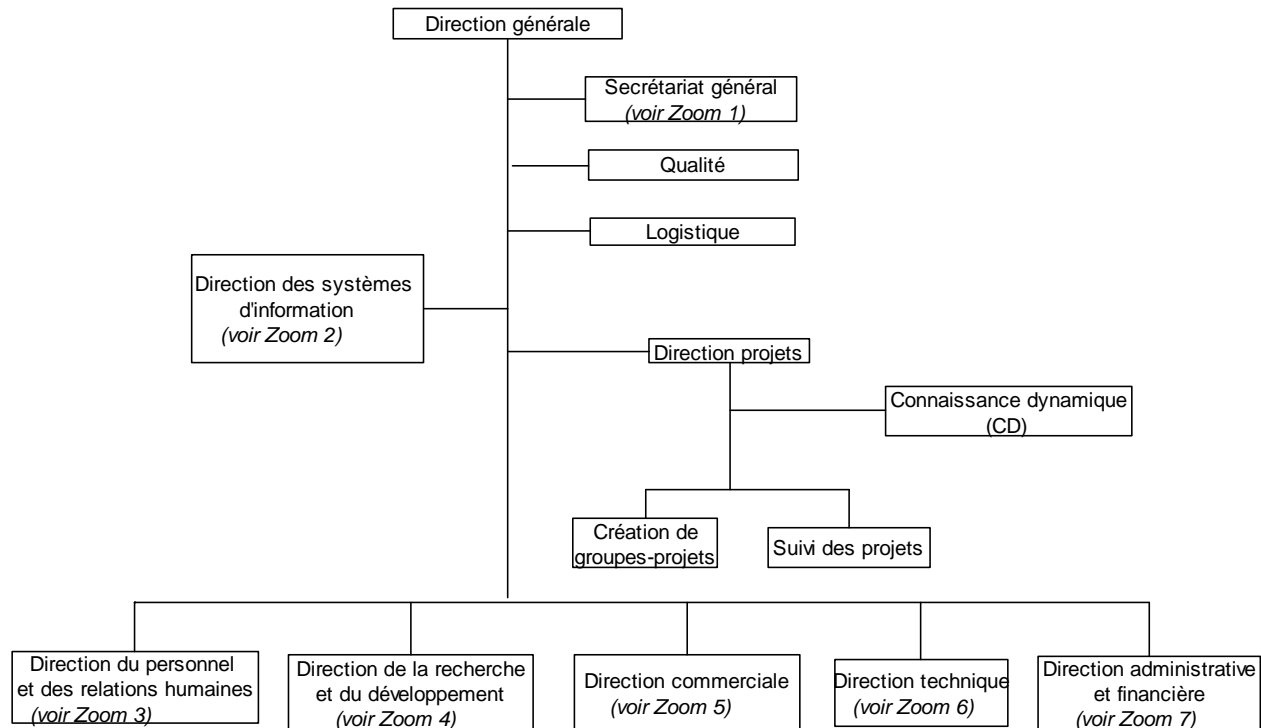 Direction générale
Secrétariat général
(voir Zoom 1)
Qualité
Logistique
Direction des systèmes
d'information
(voir Zoom 2)
Direction projets
Connaissance dynamique
(CD)
Création de
groupes-projets
Suivi des projets
Direction du personnel
et des relations humaines
(voir Zoom 3)
Direction de la recherche
et du développement
(voir Zoom 4)
Direction commerciale
(voir Zoom 5)
Direction technique
(voir Zoom 6)
Direction administrative
et financière
(voir Zoom 7)